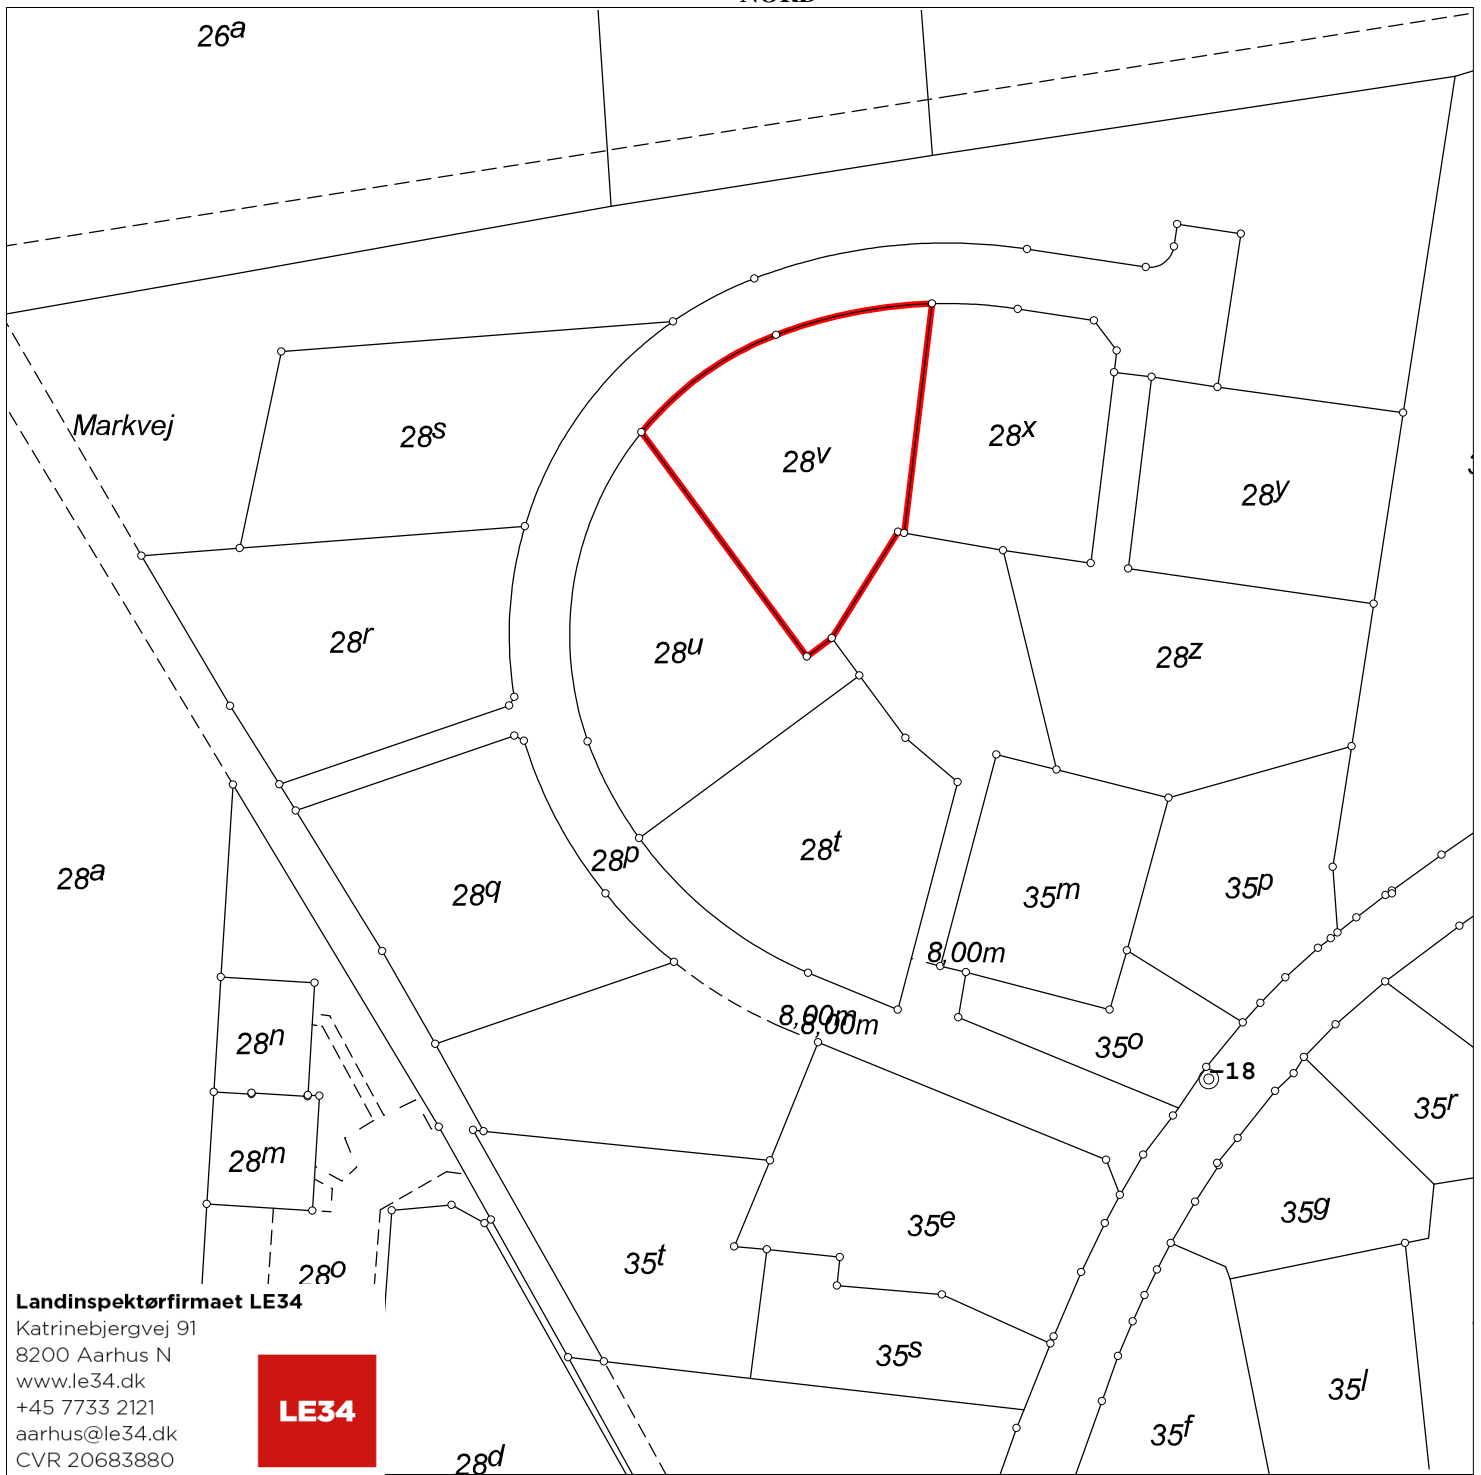 NORD
26a
Markvej
28s
28v
28x
28y
28r
28u
28z
28t
28p
28a
28q
35m
35p
8,00m
8,00m
8,00m
28n
35o
18
35r
28m
35g
35e
35t
28o
35s
35l
35f
28d
Landinspektørfirmaet LE34
Katrinebjergvej 91
8200 Aarhus N
www.le34.dk
+45 7733 2121
aarhus@le34.dk
CVR 20683880
LE34